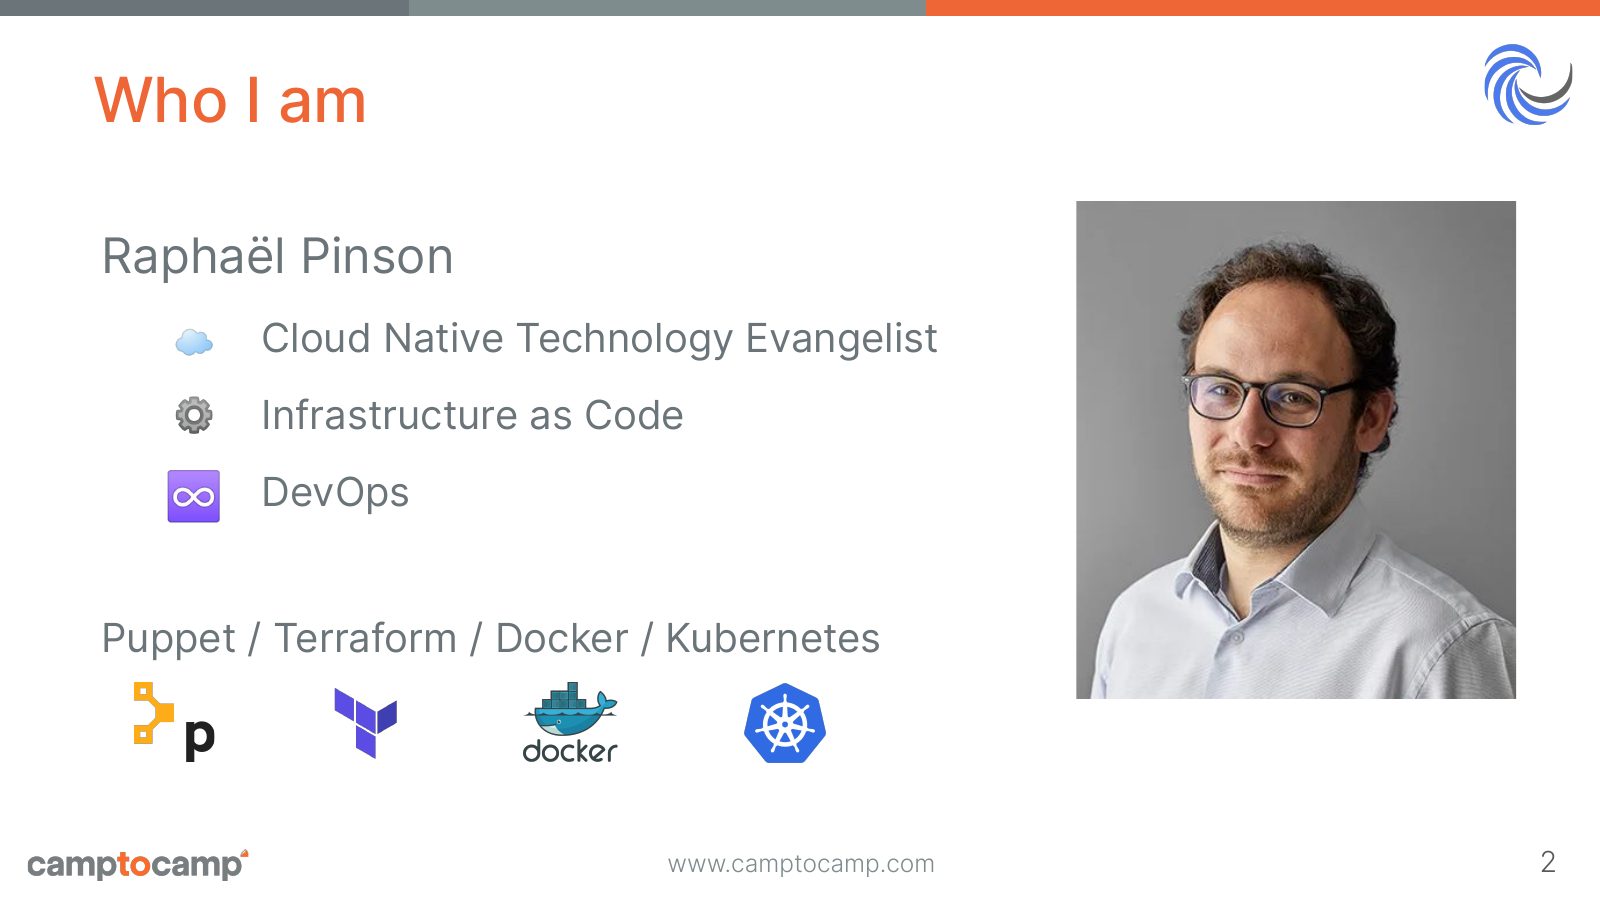 Who I am
Raphaël Pinson
Cloud Native Technology Evangelist
Infrastructure as Code
DevOps
Puppet / Terraform / Docker / Kubernetes
p
docker
camptocamp
www.camptocamp.com
2